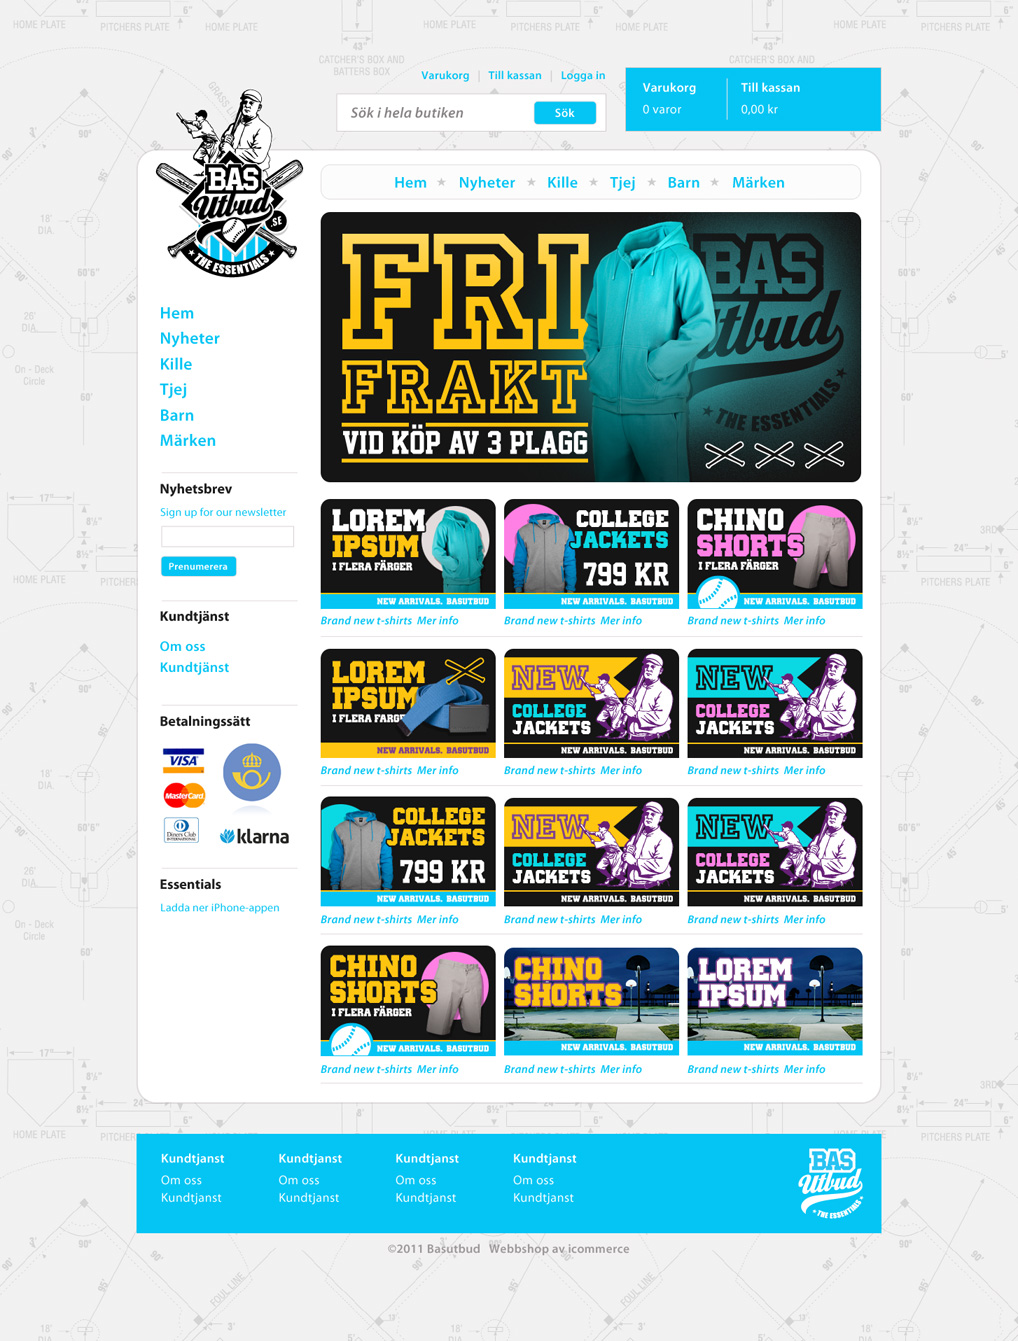 Varukorg | Till kassan | Logga in
Sök i hela butiken
Sök
Varukorg
0 varor
Till kassan
0,00 kr
BAS
Utbud
.SE
THE ESSENTIALS
Hem ★ Nyheter ★ Kille ★ Tjej ★ Barn ★ Märken
FRI
FRAKT
VID KÖP AV 3 PLAGG
BAS
Utbud
★ THE ESSENTIALS ★
Hem
Nyheter
Kille
Tjej
Barn
Märken
Nyhetsbrev
Sign up for our newsletter
Prenumerera
Kundtjänst
Om oss
Kundtjänst
Betalningssätt
VISA
MasterCard
Diners Club
INTERNATIONAL
klarna
Essentials
Ladda ner iPhone-appen
LOREM
IPSUM
I FLERA FÄRGER
NEW ARRIVALS. BASUTBUD
Brand new t-shirts Mer info
COLLEGE
JACKETS
799 KR
NEW ARRIVALS. BASUTBUD
Brand new t-shirts Mer info
CHINO
SHORTS
I FLERA FÄRGER
NEW ARRIVALS. BASUTBUD
Brand new t-shirts Mer info
LOREM
IPSUM
I FLERA FÄRGER
NEW ARRIVALS. BASUTBUD
Brand new t-shirts Mer info
NEW
COLLEGE
JACKETS
NEW ARRIVALS. BASUTBUD
Brand new t-shirts Mer info
NEW
COLLEGE
JACKETS
NEW ARRIVALS. BASUTBUD
Brand new t-shirts Mer info
COLLEGE
JACKETS
799 KR
NEW ARRIVALS. BASUTBUD
Brand new t-shirts Mer info
NEW
COLLEGE
JACKETS
NEW ARRIVALS. BASUTBUD
Brand new t-shirts Mer info
NEW
COLLEGE
JACKETS
NEW ARRIVALS. BASUTBUD
Brand new t-shirts Mer info
CHINO
SHORTS
I FLERA FÄRGER
NEW ARRIVALS. BASUTBUD
Brand new t-shirts Mer info
CHINO
SHORTS
NEW ARRIVALS. BASUTBUD
Brand new t-shirts Mer info
LOREM
IPSUM
NEW ARRIVALS. BASUTBUD
Brand new t-shirts Mer info
Kundtjanst
Om oss
Kundtjanst
Kundtjanst
Om oss
Kundtjanst
Kundtjanst
Om oss
Kundtjanst
Kundtjanst
Om oss
Kundtjanst
BAS
Utbud
★ THE ESSENTIALS ★
©2011 Basutbud Webbshop av icommerce